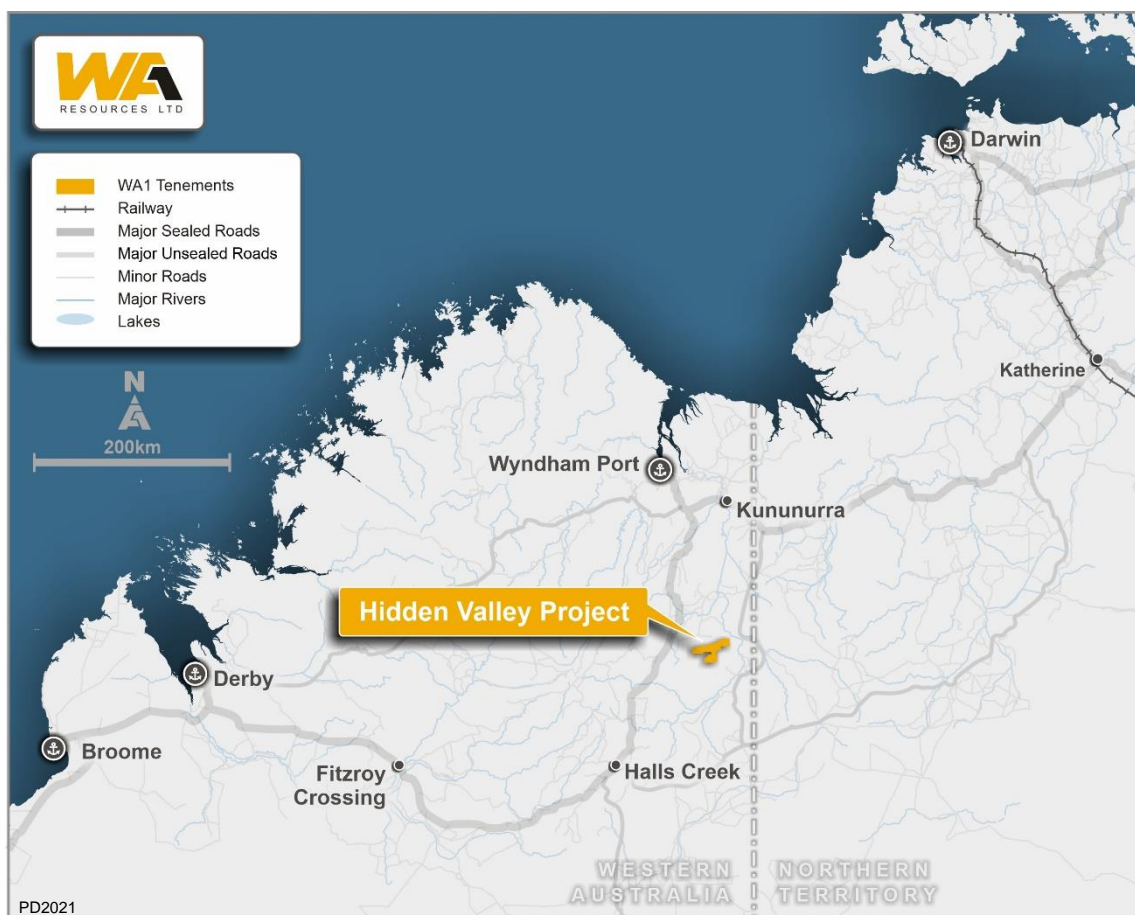 WA1
RESOURCES LTD
WA1 Tenements
Railway
Major Sealed Roads
Major Unsealed Roads
Minor Roads
Major Rivers
Lakes
N
200km
Darwin
Katherine
Wyndham Port
Kununurra
Hidden Valley Project
Derby
Broome
Fitzroy
Crossing
Halls Creek
WESTERN
AUSTRALIA
NORTHERN
TERRITORY
PD2021